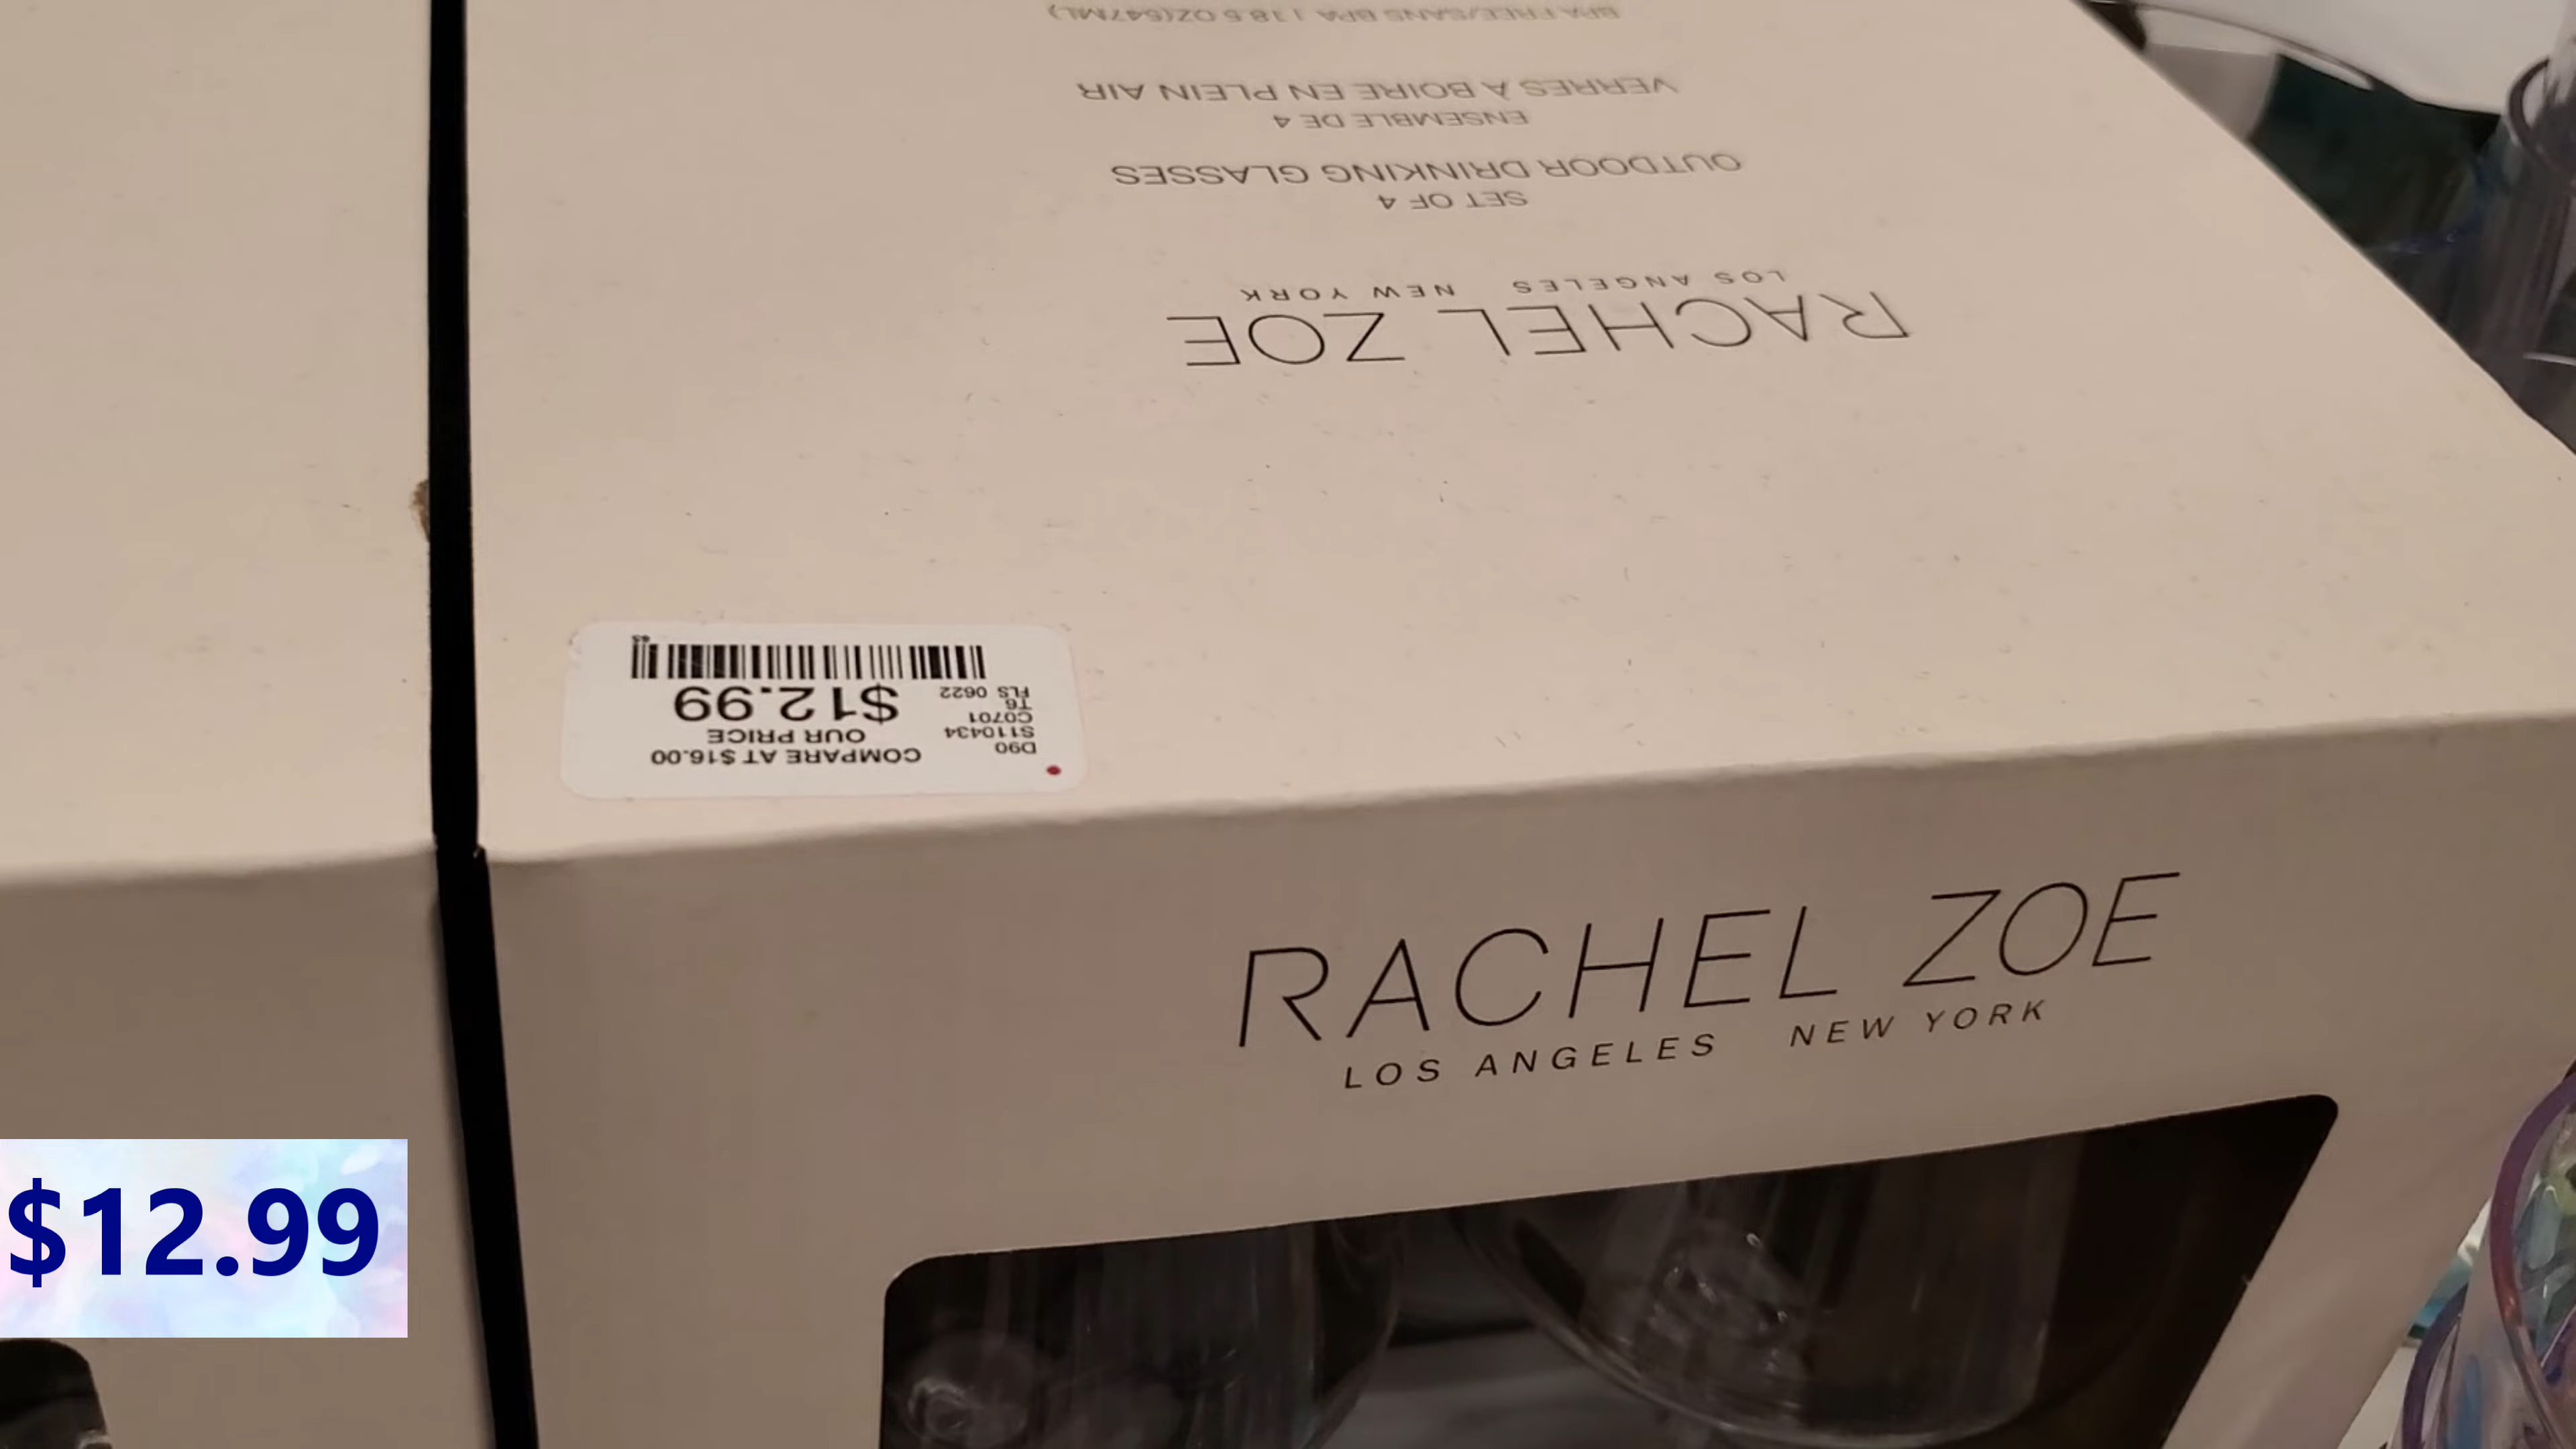 BPA FREE/SANS BPA | 18.5 OZ(547ML)
VERRES À BOIRE EN PLEIN AIR
ENSEMBLE DE 4
OUTDOOR DRINKING GLASSES
SET OF 4
LOS ANGELES NEW YORK
RACHEL ZOE
D90
S110434
C0701
T6
FLS 0622
COMPARE AT $16.00
OUR PRICE
$12.99
RACHEL ZOE
LOS ANGELES NEW YORK
$12.99